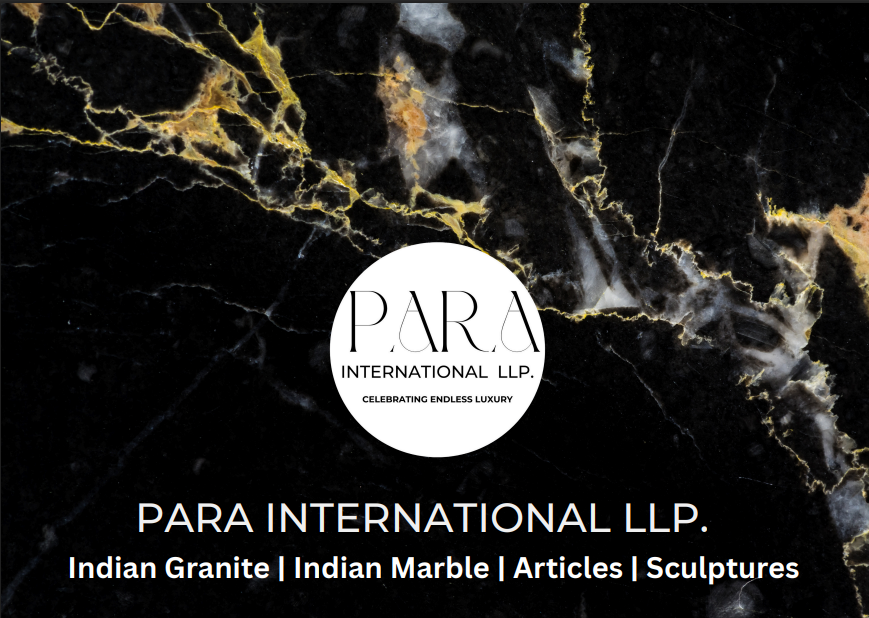 PARA
INTERNATIONAL LLP.
CELEBRATING ENDLESS LUXURY
PARA INTERNATIONAL LLP.
Indian Granite | Indian Marble | Articles | Sculptures